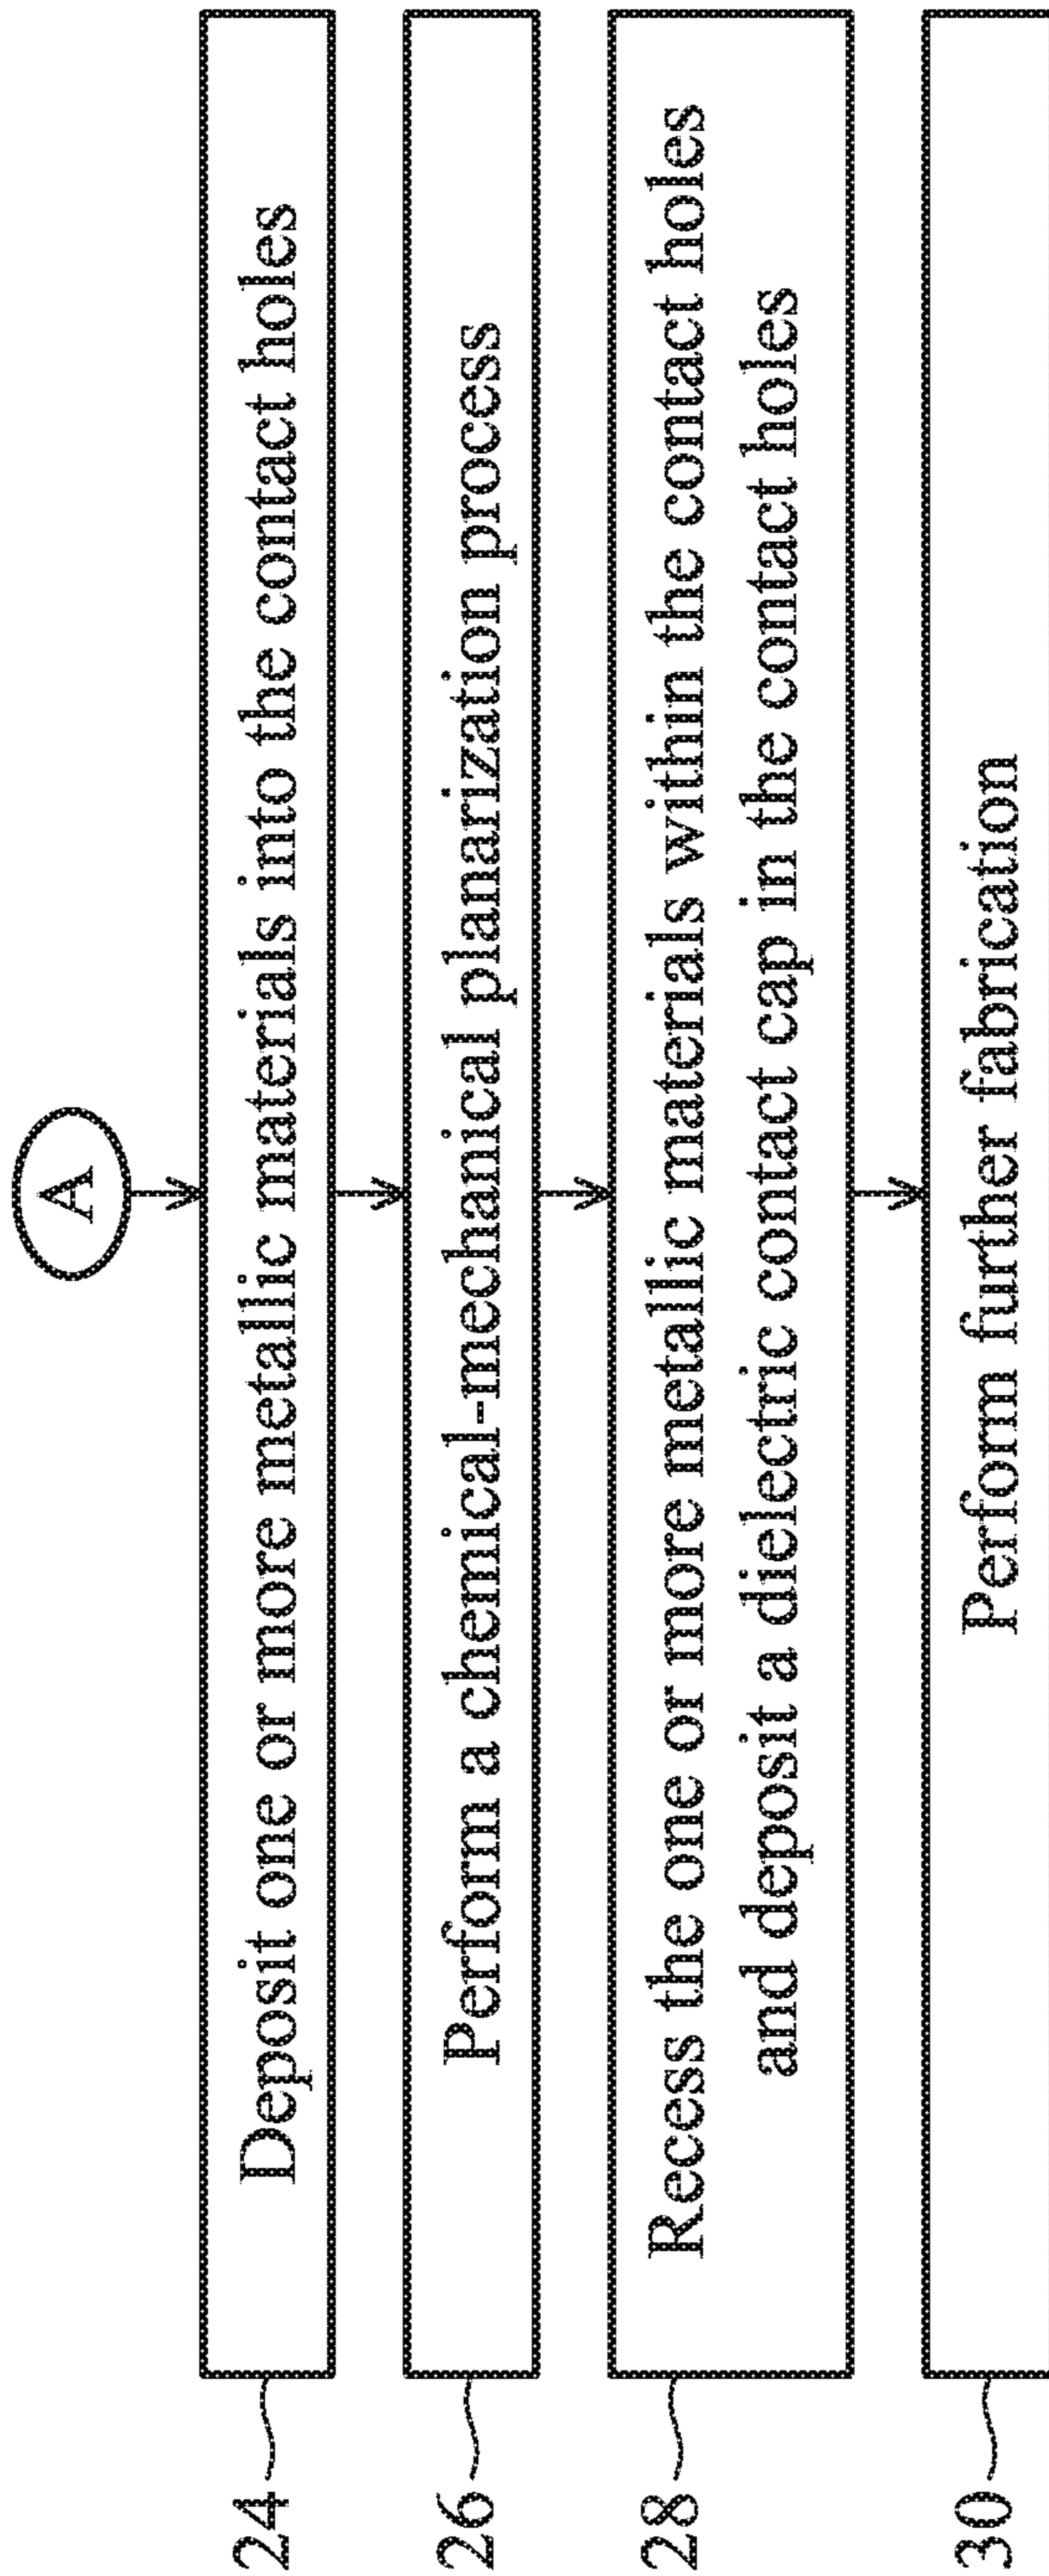 A
24
Deposit one or more metallic materials into the contact holes
26
Perform a chemical-mechanical planarization process
28
Recess the one or more metallic materials within the contact holes
and deposit a dielectric contact cap in the contact holes
30
Perform further fabrication